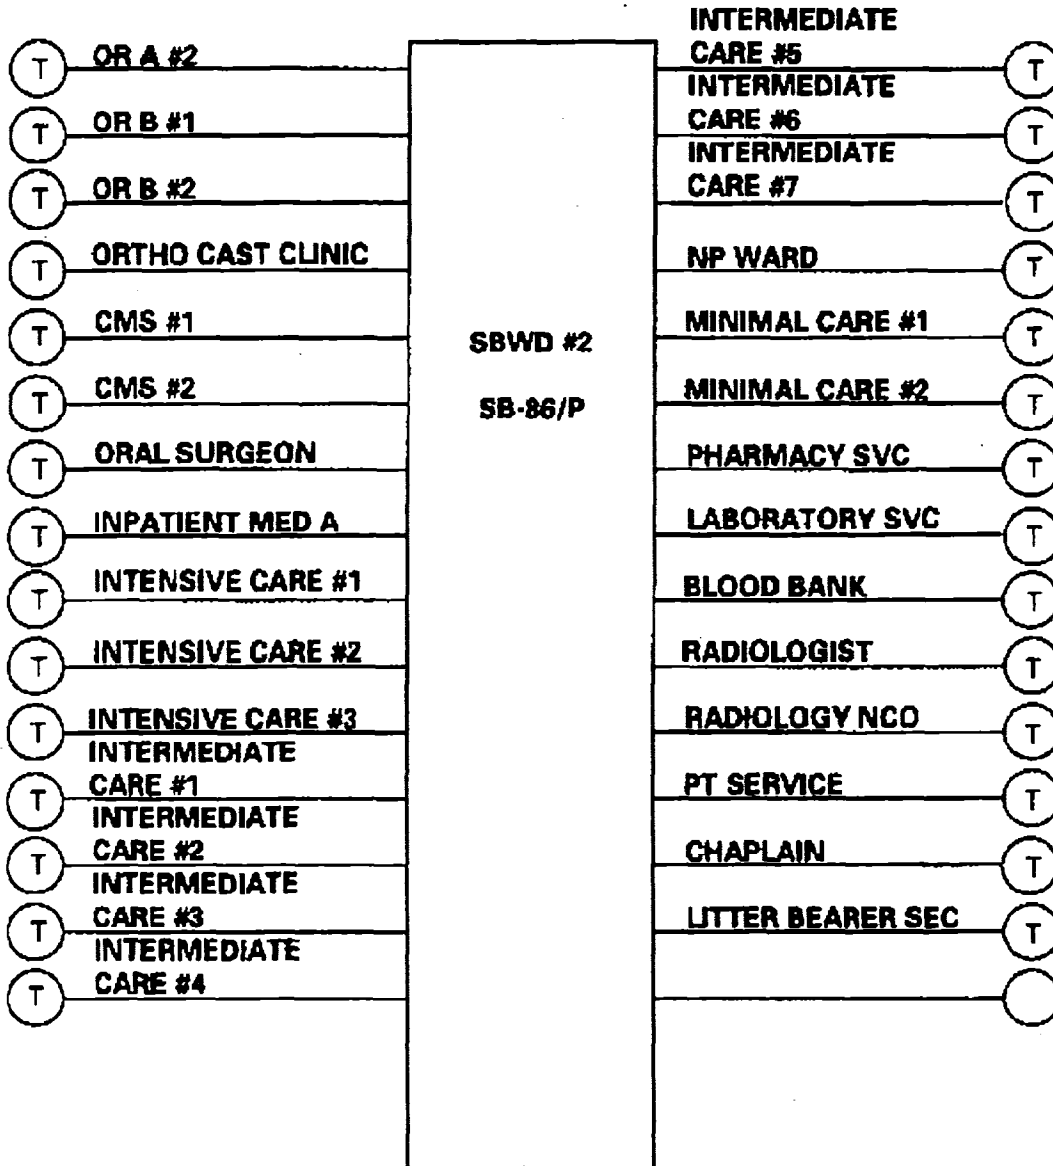 T OR A #2
T OR B #1
T OR B #2
T ORTHO CAST CLINIC
T CMS #1
T CMS #2
T ORAL SURGEON
T INPATIENT MED A
T INTENSIVE CARE #1
T INTENSIVE CARE #2
T INTENSIVE CARE #3
INTERMEDIATE
T CARE #1
INTERMEDIATE
T CARE #2
INTERMEDIATE
T CARE #3
INTERMEDIATE
T CARE #4
SBWD #2
SB-86/P
INTERMEDIATE
CARE #5 T
INTERMEDIATE
CARE #6 T
INTERMEDIATE
CARE #7 T
NP WARD T
MINIMAL CARE #1 T
MINIMAL CARE #2 T
PHARMACY SVC T
LABORATORY SVC T
BLOOD BANK T
RADIOLOGIST T
RADIOLOGY NCO T
PT SERVICE T
CHAPLAIN T
LITTER BEARER SEC T